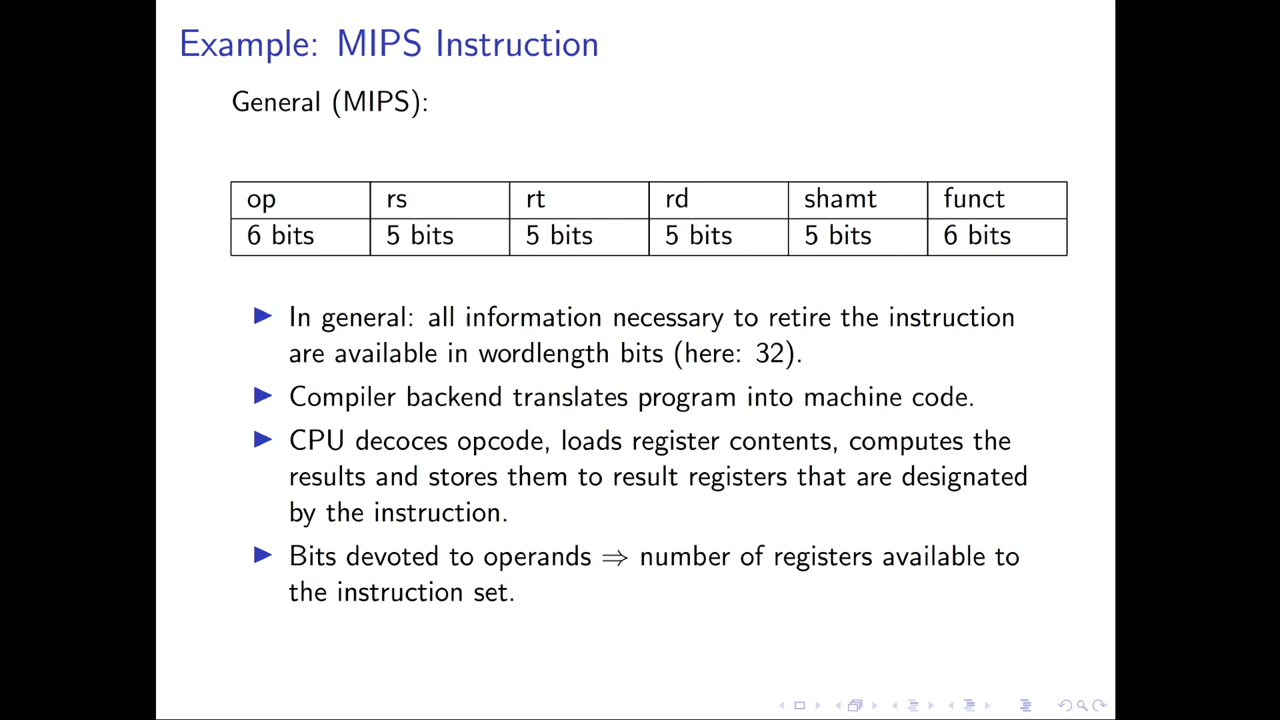 Example: MIPS Instruction
General (MIPS):
op rs rt rd shamt funct
6 bits 5 bits 5 bits 5 bits 5 bits 6 bits
In general: all information necessary to retire the instruction
are available in wordlength bits (here: 32).
Compiler backend translates program into machine code.
CPU decoces opcode, loads register contents, computes the
results and stores them to result registers that are designated
by the instruction.
Bits devoted to operands ⇒ number of registers available to
the instruction set.